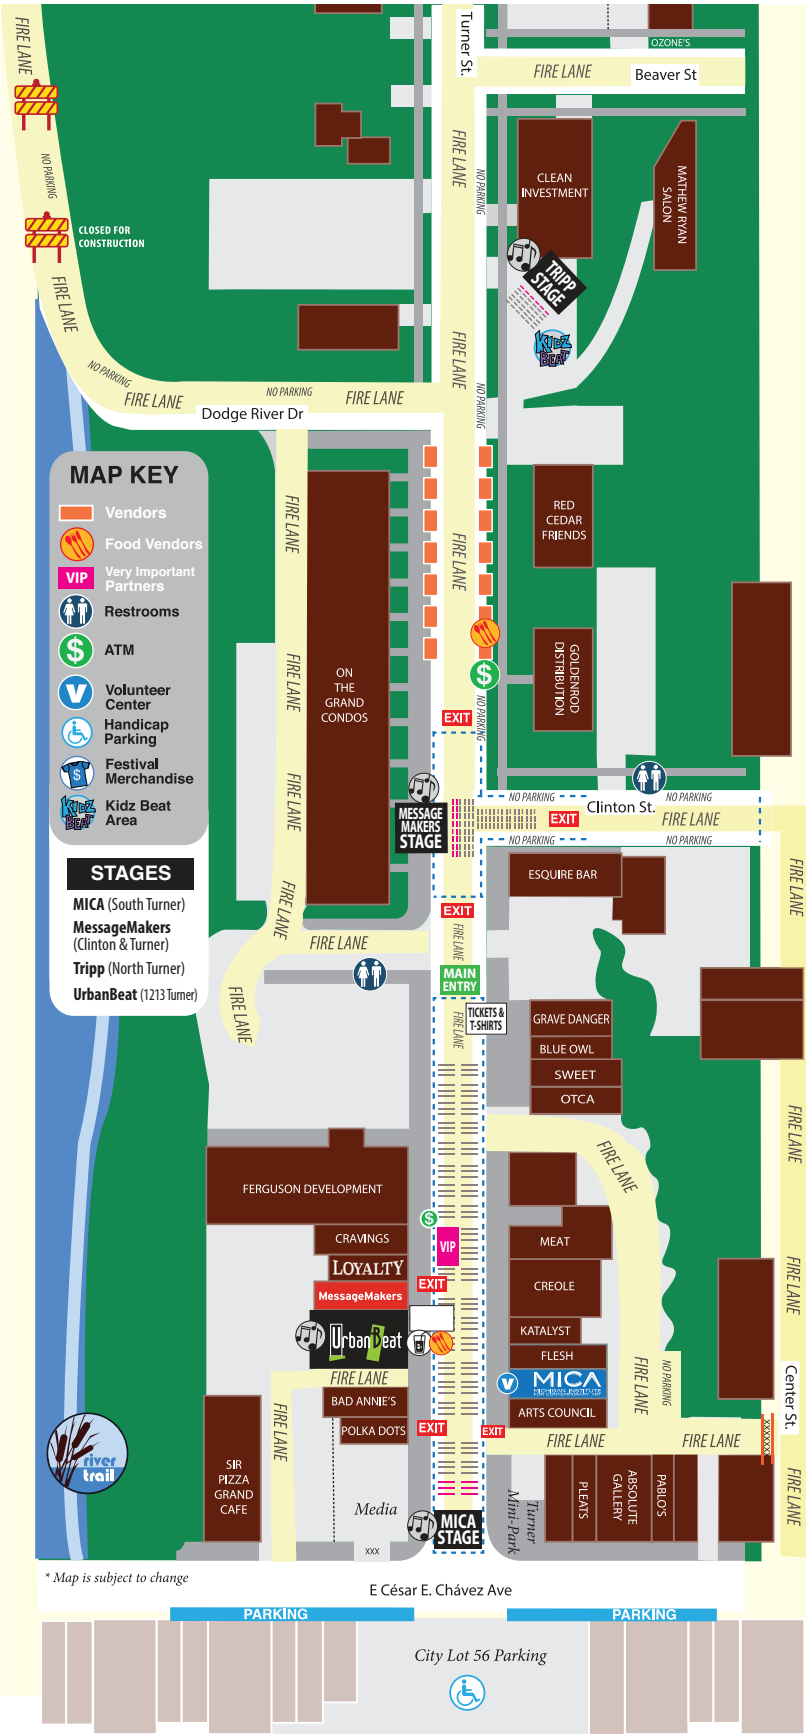 FIRE LANE
Turner St.
OZONE'S
FIRE LANE
Beaver St
NO PARKING
FIRE LANE
NO PARKING
CLEAN
INVESTMENT
MATHEW RYAN
SALON
CLOSED FOR
CONSTRUCTION
TRIPP
STAGE
FIRE LANE
KIDZ
BEAT
FIRE LANE
NO PARKING
FIRE LANE
NO PARKING
FIRE LANE
NO PARKING
Dodge River Dr
MAP KEY
Vendors
Food Vendors
VIP
Very Important
Partners
Restrooms
$
ATM
V
Volunteer
Center
Handicap
Parking
$
Festival
Merchandise
KIDZ
BEAT
Kidz Beat
Area
STAGES
MICA (South Turner)
MessageMakers
(Clinton & Turner)
Tripp (North Turner)
UrbanBeat (1213 Turner)
FIRE LANE
FIRE LANE
RED
CEDAR
FRIENDS
FIRE LANE
ON
THE
GRAND
CONDOS
GOLDENROD
DISTRIBUTION
$
NO PARKING
EXIT
FIRE LANE
MESSAGE
MAKERS
STAGE
NO PARKING
Clinton St.
NO PARKING
EXIT
FIRE LANE
NO PARKING
NO PARKING
ESQUIRE BAR
FIRE LANE
FIRE LANE
EXIT
FIRE LANE
FIRE LANE
MAIN
ENTRY
FIRE LANE
FIRE LANE
TICKETS &
T-SHIRTS
GRAVE DANGER
BLUE OWL
SWEET
OTCA
FIRE LANE
FIRE LANE
FERGUSON DEVELOPMENT
$
CRAVINGS
VIP
MEAT
LOYALTY
EXIT
CREOLE
FIRE LANE
MessageMakers
UrbanBeat
KATALYST
FLESH
FIRE LANE
NO PARKING
FIRE LANE
V
MICA
MICHIGAN INSTITUTE
FOR CONTEMPORARY ART
Center St.
BAD ANNIE'S
ARTS COUNCIL
FIRE LANE
POLKA DOTS
EXIT
EXIT
FIRE LANE
FIRE LANE
XXXXXXX
river
trail
SIR
PIZZA
GRAND
CAFE
Media
MICA
STAGE
Turner
Mini-Park
PLEATS
ABSOLUTE
GALLERY
PABLO'S
FIRE LANE
XXX
* Map is subject to change
E César E. Chávez Ave
PARKING
PARKING
City Lot 56 Parking